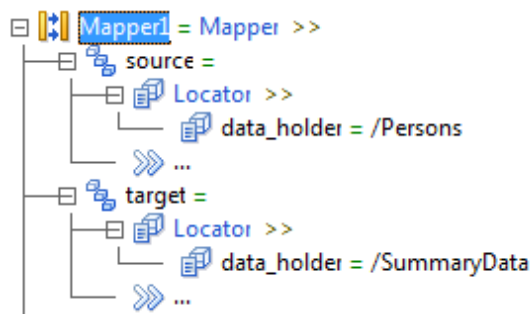 Mapper1 = Mapper >>
source =
Locator >>
data_holder = /Persons
>> ...
target =
Locator >>
data_holder = /SummaryData
>> ...